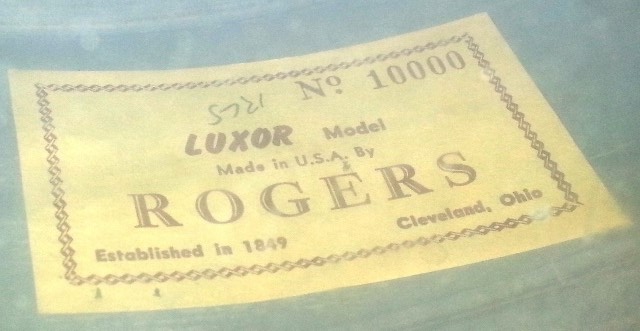 No. 10000
LUXOR Model
Made in U.S.A. By
ROGERS
Established in 1849 Cleveland, Ohio